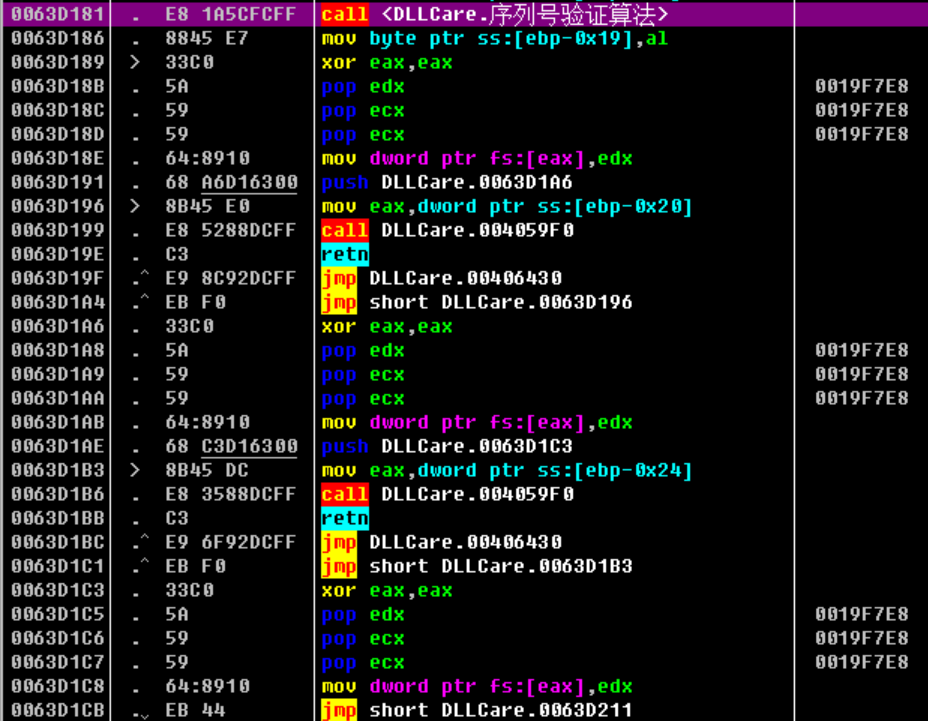 0063D181 . E8 1A5CFCFF call <DLLCare.序列号验证算法>
0063D186 . 8845 E7 mov byte ptr ss:[ebp-0x19],al
0063D189 > 33C0 xor eax,eax
0063D18B . 5A pop edx 0019F7E8
0063D18C . 59 pop ecx 0019F7E8
0063D18D . 59 pop ecx 0019F7E8
0063D18E . 64:8910 mov dword ptr fs:[eax],edx
0063D191 . 68 A6D16300 push DLLCare.0063D1A6
0063D196 > 8B45 E0 mov eax,dword ptr ss:[ebp-0x20]
0063D199 . E8 5288DCFF call DLLCare.004059F0
0063D19E . C3 retn
0063D19F .^ E9 8C92DCFF jmp DLLCare.00406430
0063D1A4 .^ EB F0 jmp short DLLCare.0063D196
0063D1A6 . 33C0 xor eax,eax
0063D1A8 . 5A pop edx 0019F7E8
0063D1A9 . 59 pop ecx 0019F7E8
0063D1AA . 59 pop ecx 0019F7E8
0063D1AB . 64:8910 mov dword ptr fs:[eax],edx
0063D1AE . 68 C3D16300 push DLLCare.0063D1C3
0063D1B3 > 8B45 DC mov eax,dword ptr ss:[ebp-0x24]
0063D1B6 . E8 3588DCFF call DLLCare.004059F0
0063D1BB . C3 retn
0063D1BC .^ E9 6F92DCFF jmp DLLCare.00406430
0063D1C1 .^ EB F0 jmp short DLLCare.0063D1B3
0063D1C3 . 33C0 xor eax,eax
0063D1C5 . 5A pop edx 0019F7E8
0063D1C6 . 59 pop ecx 0019F7E8
0063D1C7 . 59 pop ecx 0019F7E8
0063D1C8 . 64:8910 mov dword ptr fs:[eax],edx
0063D1CB .v EB 44 jmp short DLLCare.0063D211